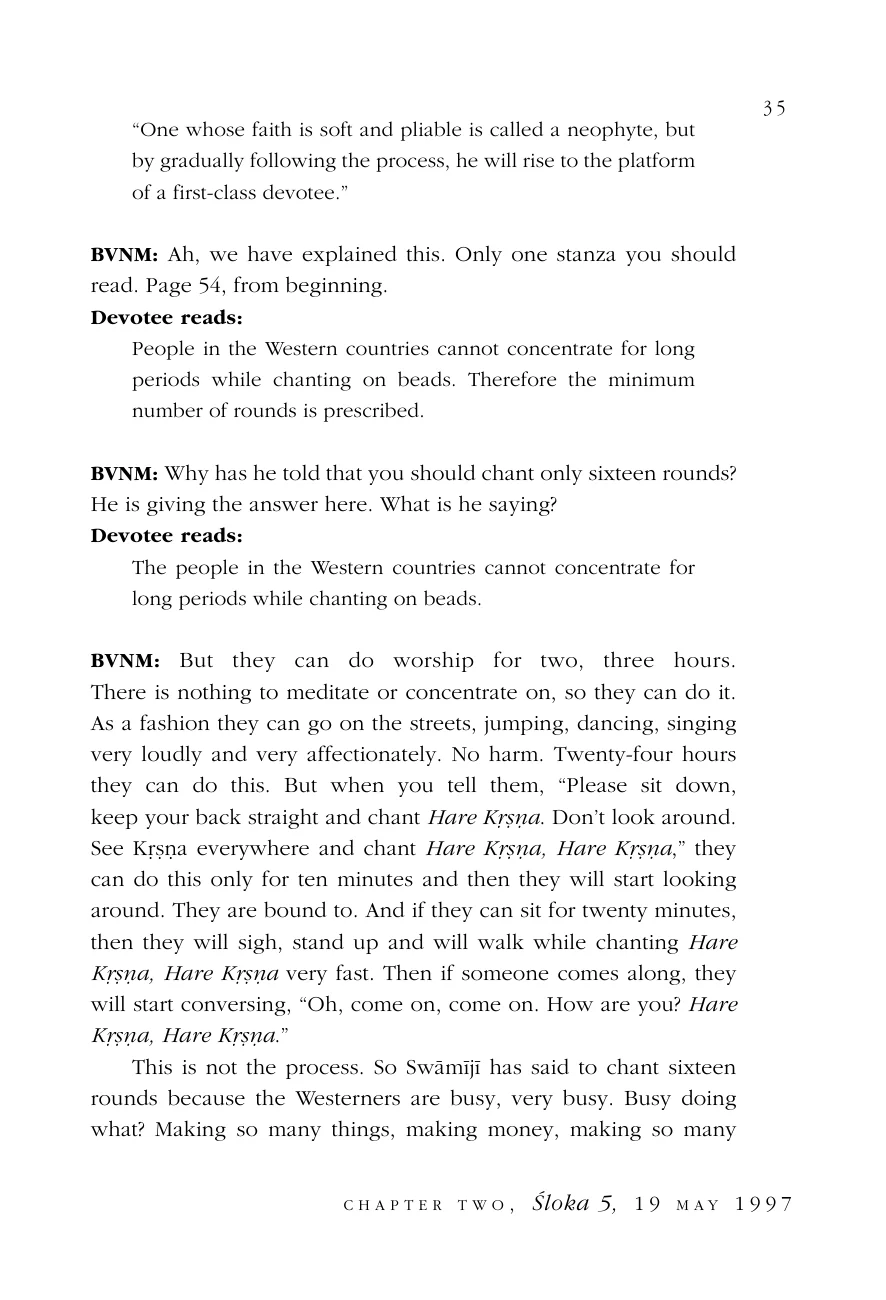 35
“One whose faith is soft and pliable is called a neophyte, but
by gradually following the process, he will rise to the platform
of a first-class devotee.”
BVNM: Ah, we have explained this. Only one stanza you should
read. Page 54, from beginning.
Devotee reads:
People in the Western countries cannot concentrate for long
periods while chanting on beads. Therefore the minimum
number of rounds is prescribed.
BVNM: Why has he told that you should chant only sixteen rounds?
He is giving the answer here. What is he saying?
Devotee reads:
The people in the Western countries cannot concentrate for
long periods while chanting on beads.
BVNM: But they can do worship for two, three hours.
There is nothing to meditate or concentrate on, so they can do it.
As a fashion they can go on the streets, jumping, dancing, singing
very loudly and very affectionately. No harm. Twenty-four hours
they can do this. But when you tell them, “Please sit down,
keep your back straight and chant Hare Kṛṣṇa. Don’t look around.
See Kṛṣṇa everywhere and chant Hare Kṛṣṇa, Hare Kṛṣṇa,” they
can do this only for ten minutes and then they will start looking
around. They are bound to. And if they can sit for twenty minutes,
then they will sigh, stand up and will walk while chanting Hare
Kṛṣṇa, Hare Kṛṣṇa very fast. Then if someone comes along, they
will start conversing, “Oh, come on, come on. How are you? Hare
Kṛṣṇa, Hare Kṛṣṇa.”
This is not the process. So Swāmījī has said to chant sixteen
rounds because the Westerners are busy, very busy. Busy doing
what? Making so many things, making money, making so many
CHAPTER TWO, Śloka 5, 19 MAY 1997